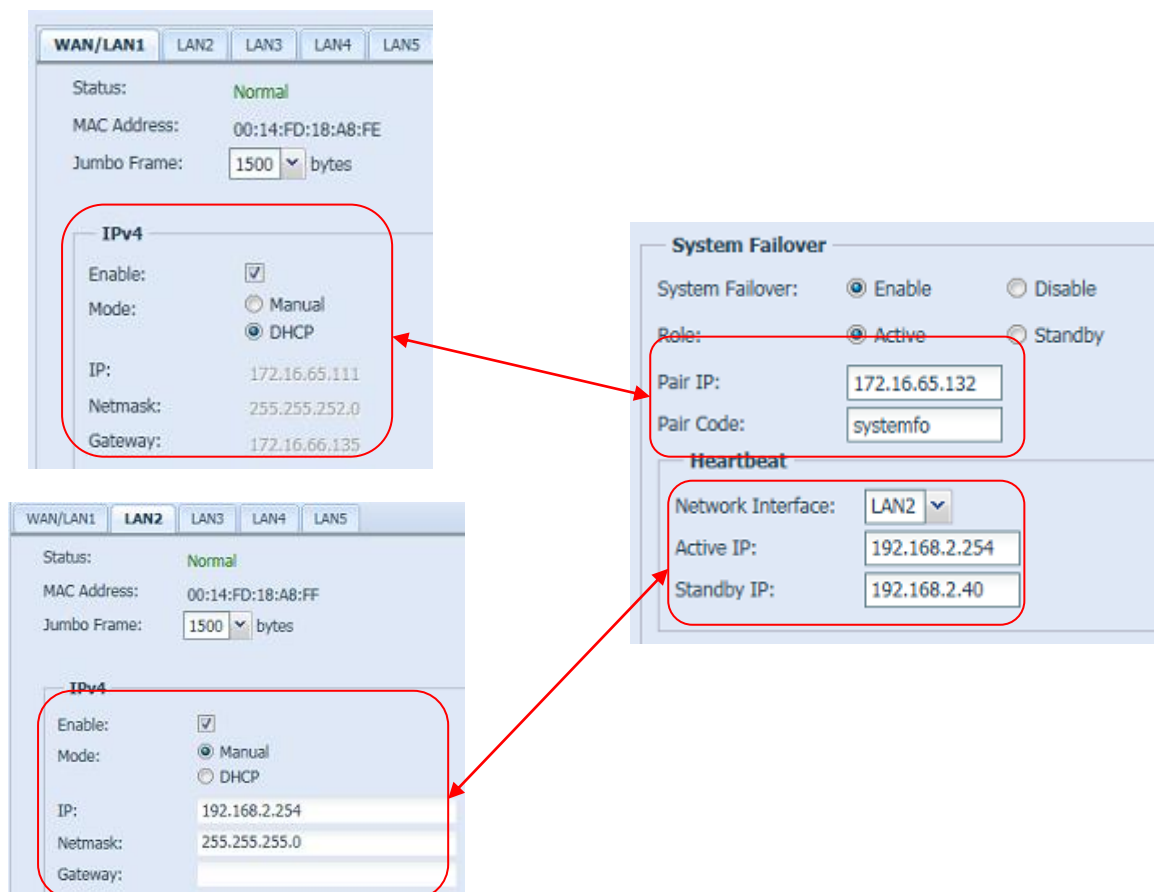 WAN/LAN1 LAN2 LAN3 LAN4 LAN5
Status: Normal
MAC Address: 00:14:FD:18:A8:FE
Jumbo Frame: 1500 bytes
IPv4
Enable:
Mode: Manual
DHCP
IP: 172.16.65.111
Netmask: 255.255.252.0
Gateway: 172.16.66.135
System Failover
System Failover: Enable Disable
Role: Active Standby
Pair IP: 172.16.65.132
Pair Code: systemfo
Heartbeat
Network Interface: LAN2
Active IP: 192.168.2.254
Standby IP: 192.168.2.40
WAN/LAN1 LAN2 LAN3 LAN4 LAN5
Status: Normal
MAC Address: 00:14:FD:18:A8:FF
Jumbo Frame: 1500 bytes
IPv4
Enable:
Mode: Manual
DHCP
IP: 192.168.2.254
Netmask: 255.255.255.0
Gateway: